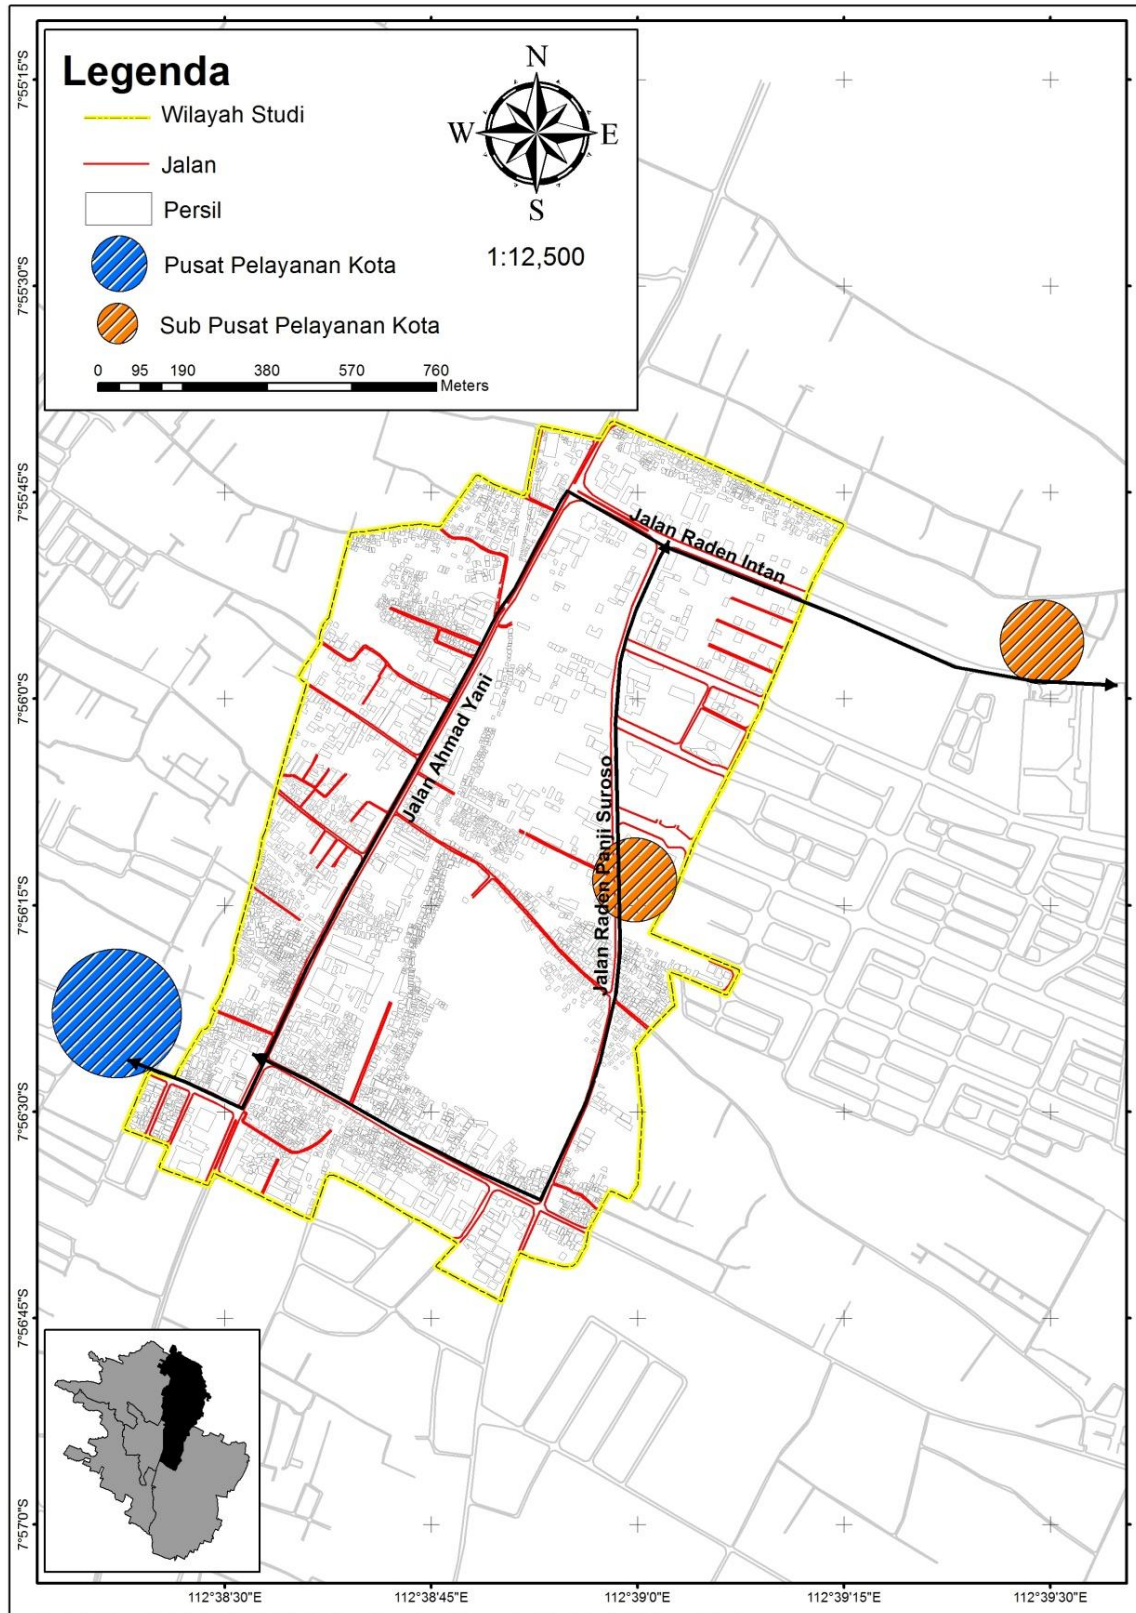 Legenda
Wilayah Studi
Jalan
Persil
Pusat Pelayanan Kota
Sub Pusat Pelayanan Kota
N
W
E
S
1:12,500
0 95 190 380 570 760
Meters
Jalan Raden Intan
Jalan Ahmad Yani
Jalan Raden Panji Suroso
7°55'15"S
7°55'30"S
7°55'45"S
7°56'0"S
7°56'15"S
7°56'30"S
7°56'45"S
7°57'0"S
112°38'30"E
112°38'45"E
112°39'0"E
112°39'15"E
112°39'30"E